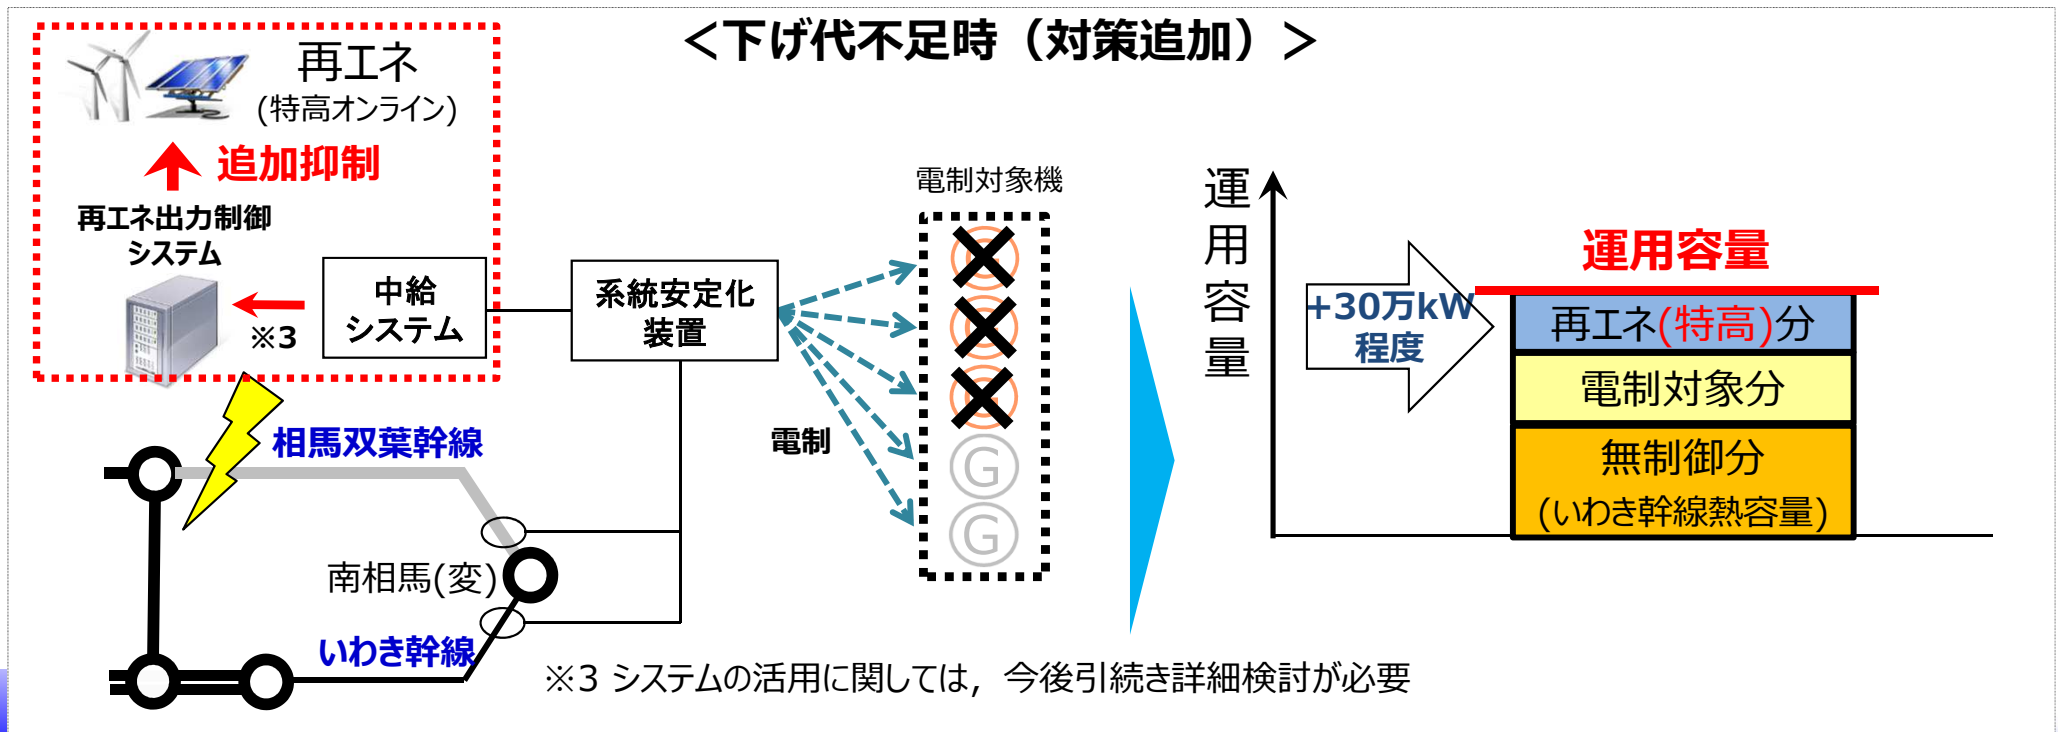 ＜下げ代不足時（対策追加）＞
再エネ
(特高オンライン)
追加抑制
再エネ出力制御
システム
※3
中給
システム
系統安定化
装置
電制対象機
G
G
G
G
G
電制
相馬双葉幹線
南相馬(変)
いわき幹線
運用容量
+30万kW
程度
運用容量
再エネ(特高)分
電制対象分
無制御分
(いわき幹線熱容量)
※3 システムの活用に関しては，今後引続き詳細検討が必要